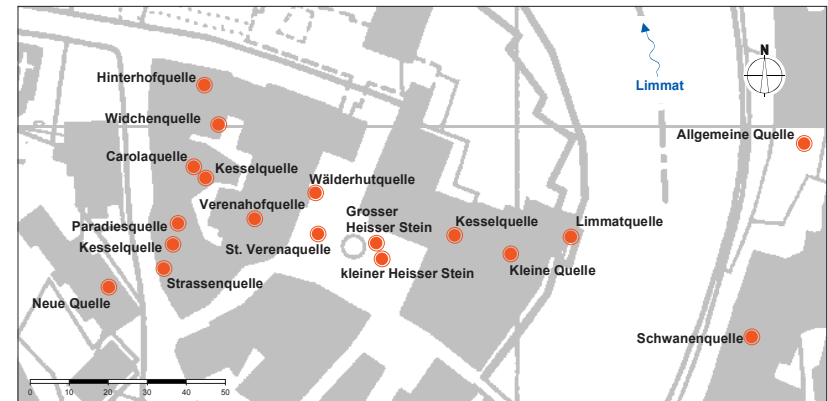 N
Hinterhofquelle
Limmat
Widchenquelle
Allgemeine Quelle
Carolaquelle
Kesselquelle
Wälderhutquelle
Verenahofquelle
Grosser
Heisser Stein
Kesselquelle
Limmatquelle
Paradiesquelle
Kesselquelle
St. Verenaquelle
kleiner Heisser Stein
Kleine Quelle
Strassenquelle
Neue Quelle
Schwanenquelle
0 10 20 30 40 50